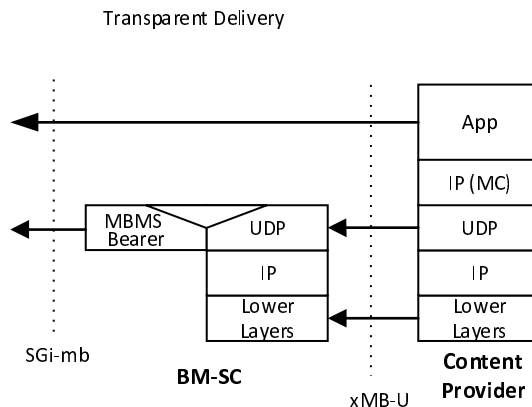 Transparent Delivery
App
IP (MC)
MBMS
Bearer
UDP
UDP
IP
IP
Lower
Layers
Lower
Layers
SGi-mb
BM-SC
Content
Provider
xMB-U